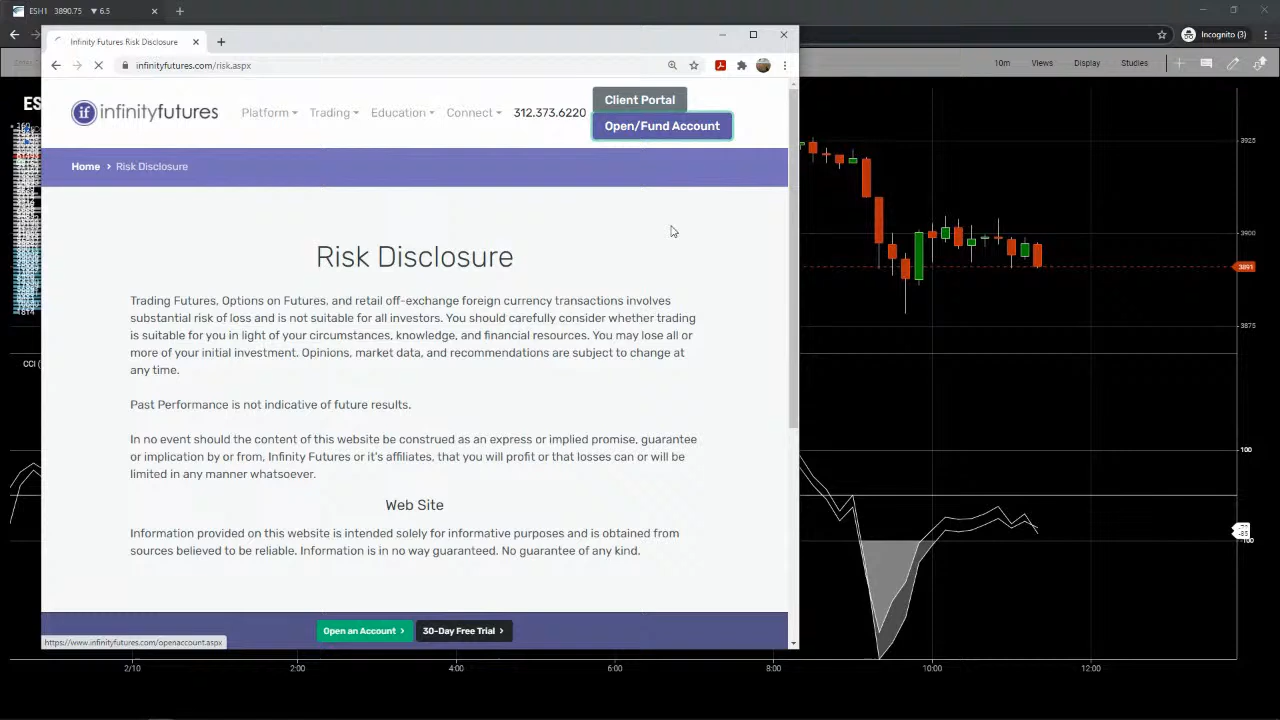 ESH1 3890.75 ▼ 6.5
Incognito (3)
Infinity Futures Risk Disclosure
infinityfutures.com/risk.aspx
10m Views Display Studies
ES
if infinityfutures
Platform Trading Education Connect 312.373.6220
Client Portal
Open/Fund Account
Home > Risk Disclosure
Risk Disclosure
Trading Futures, Options on Futures, and retail off-exchange foreign currency transactions involves
substantial risk of loss and is not suitable for all investors. You should carefully consider whether trading
is suitable for you in light of your circumstances, knowledge, and financial resources. You may lose all or
more of your initial investment. Opinions, market data, and recommendations are subject to change at
any time.
Past Performance is not indicative of future results.
In no event should the content of this website be construed as an express or implied promise, guarantee
or implication by or from, Infinity Futures or it's affiliates, that you will profit or that losses can or will be
limited in any manner whatsoever.
Web Site
Information provided on this website is intended solely for informative purposes and is obtained from
sources believed to be reliable. Information is in no way guaranteed. No guarantee of any kind.
Open an Account >
30-Day Free Trial >
https://www.infinityfutures.com/openaccount.aspx
CCI (
3925
3900
3891
3875
100
2/10 2:00 4:00 6:00 8:00 10:00 12:00